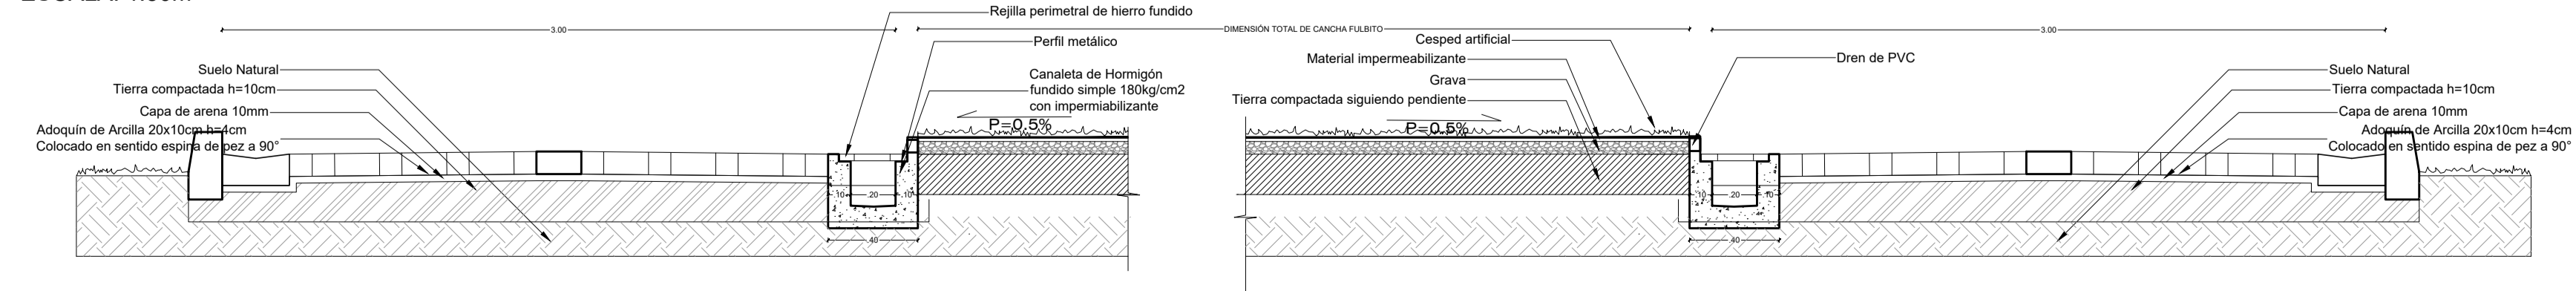 Rejilla perimetral de hierro fundido
3.00
DIMENSIÓN TOTAL DE CANCHA FULBITO
3.00
Perfil metálico
Cesped artificial
Material impermeabilizante
Dren de PVC
Suelo Natural
Tierra compactada h=10cm
Capa de arena 10mm
Adoquín de Arcilla 20x10cm h=4cm
Colocado en sentido espina de pez a 90°
Canaleta de Hormigón
fundido simple 180kg/cm2
con impermiabilizante
Grava
Tierra compactada siguiendo pendiente
Suelo Natural
Tierra compactada h=10cm
Capa de arena 10mm
Adoquín de Arcilla 20x10cm h=4cm
Colocado en sentido espina de pez a 90°
P=0.5%
P=0.5%
.10
.20
.10
.10
.20
.10
.40
.40